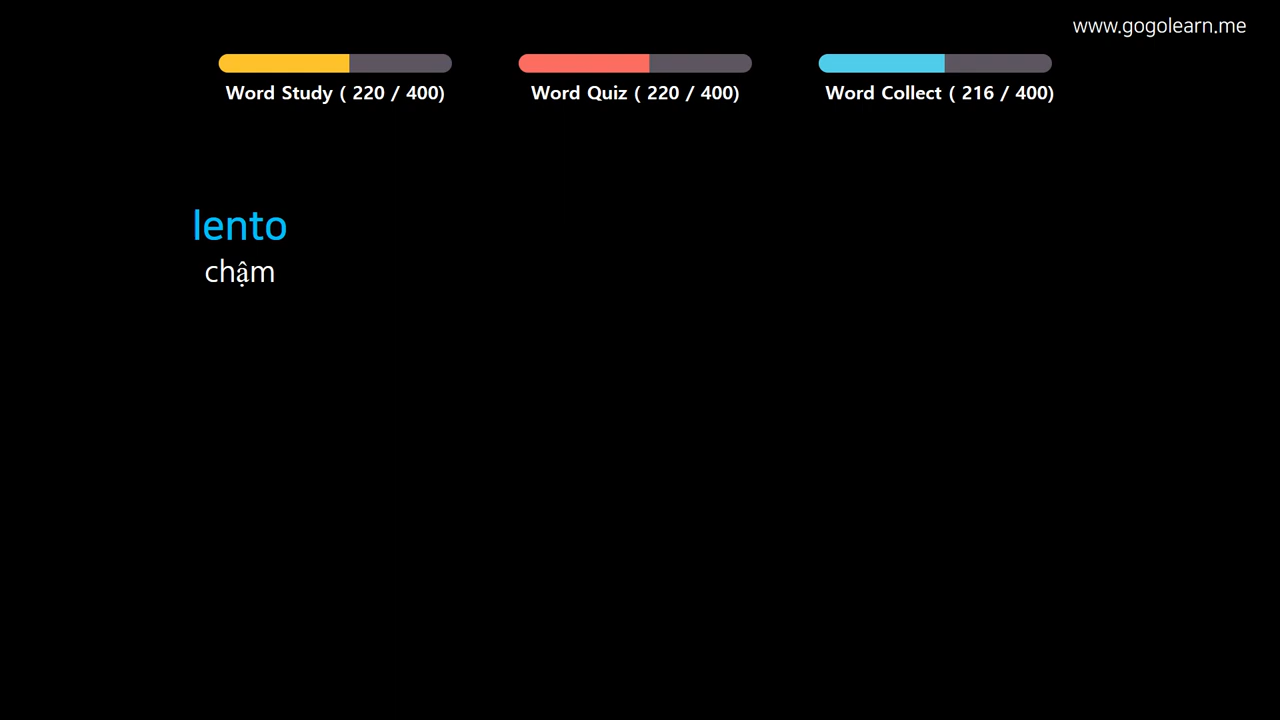 www.gogolearn.me
Word Study ( 220 / 400)
Word Quiz ( 220 / 400)
Word Collect ( 216 / 400)
lento
chậm